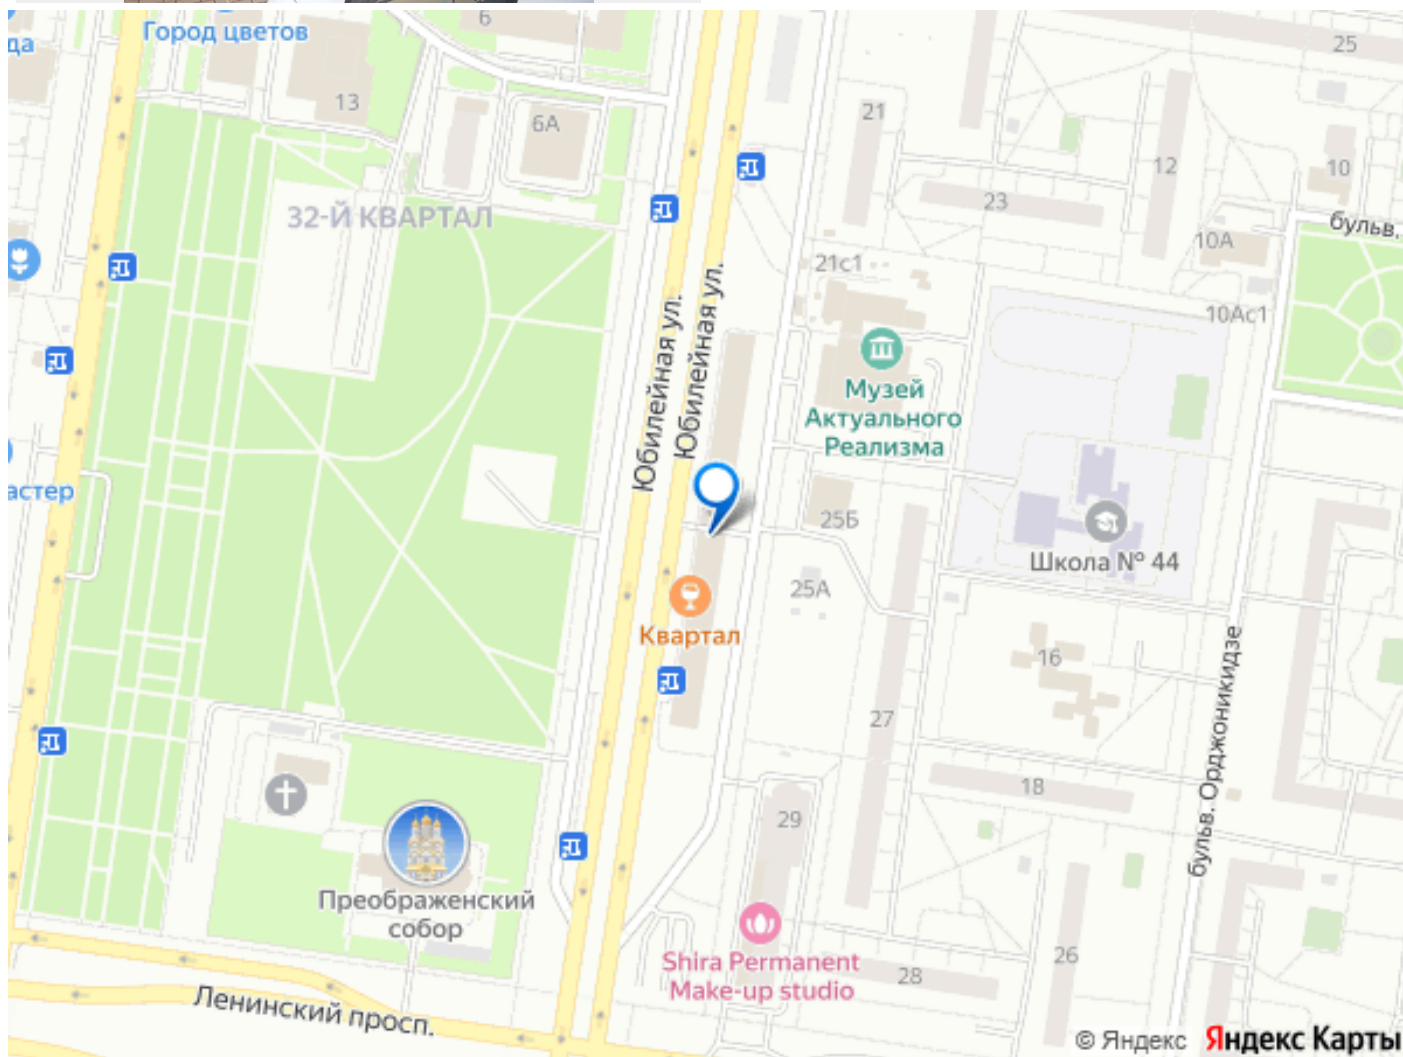 Город цветов
6
25
да
13
6А
21
12
10
32-Й КВАРТАЛ
23
бульв.
10А
21с1
10Ас1
Юбилейная ул.
Юбилейная ул.
Музей
Актуального
Реализма
астер
25Б
Школа № 44
25А
Квартал
16
бульв. Орджоникидзе
27
18
29
Преображенский
собор
Shira Permanent
Make-up studio
28
26
Ленинский просп.
© Яндекс Яндекс Карты